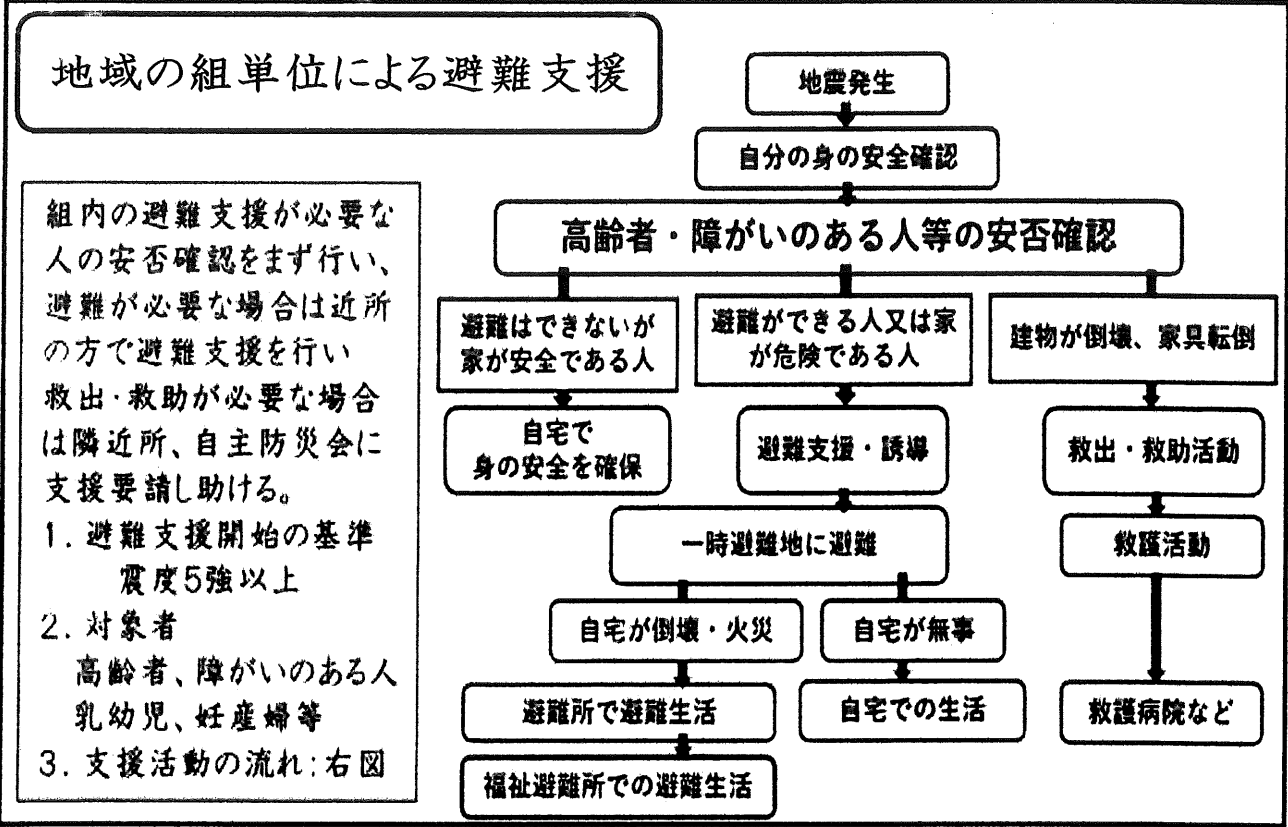 地域の組単位による避難支援
組内の避難支援が必要な
人の安否確認をまず行い、
避難が必要な場合は近所
の方で避難支援を行い
救出・救助が必要な場合
は隣近所、自主防災会に
支援要請し助ける。
1. 避難支援開始の基準
震度5強以上
2. 対象者
高齢者、障がいのある人
乳幼児、妊産婦等
3. 支援活動の流れ:右図
地震発生
自分の身の安全確認
高齢者・障がいのある人等の安否確認
避難はできないが
家が安全である人
避難ができる人又は家
が危険である人
建物が倒壊、家具転倒
自宅で
身の安全を確保
避難支援・誘導
救出・救助活動
一時避難地に避難
救護活動
自宅が倒壊・火災
自宅が無事
避難所で避難生活
自宅での生活
救護病院など
福祉避難所での避難生活